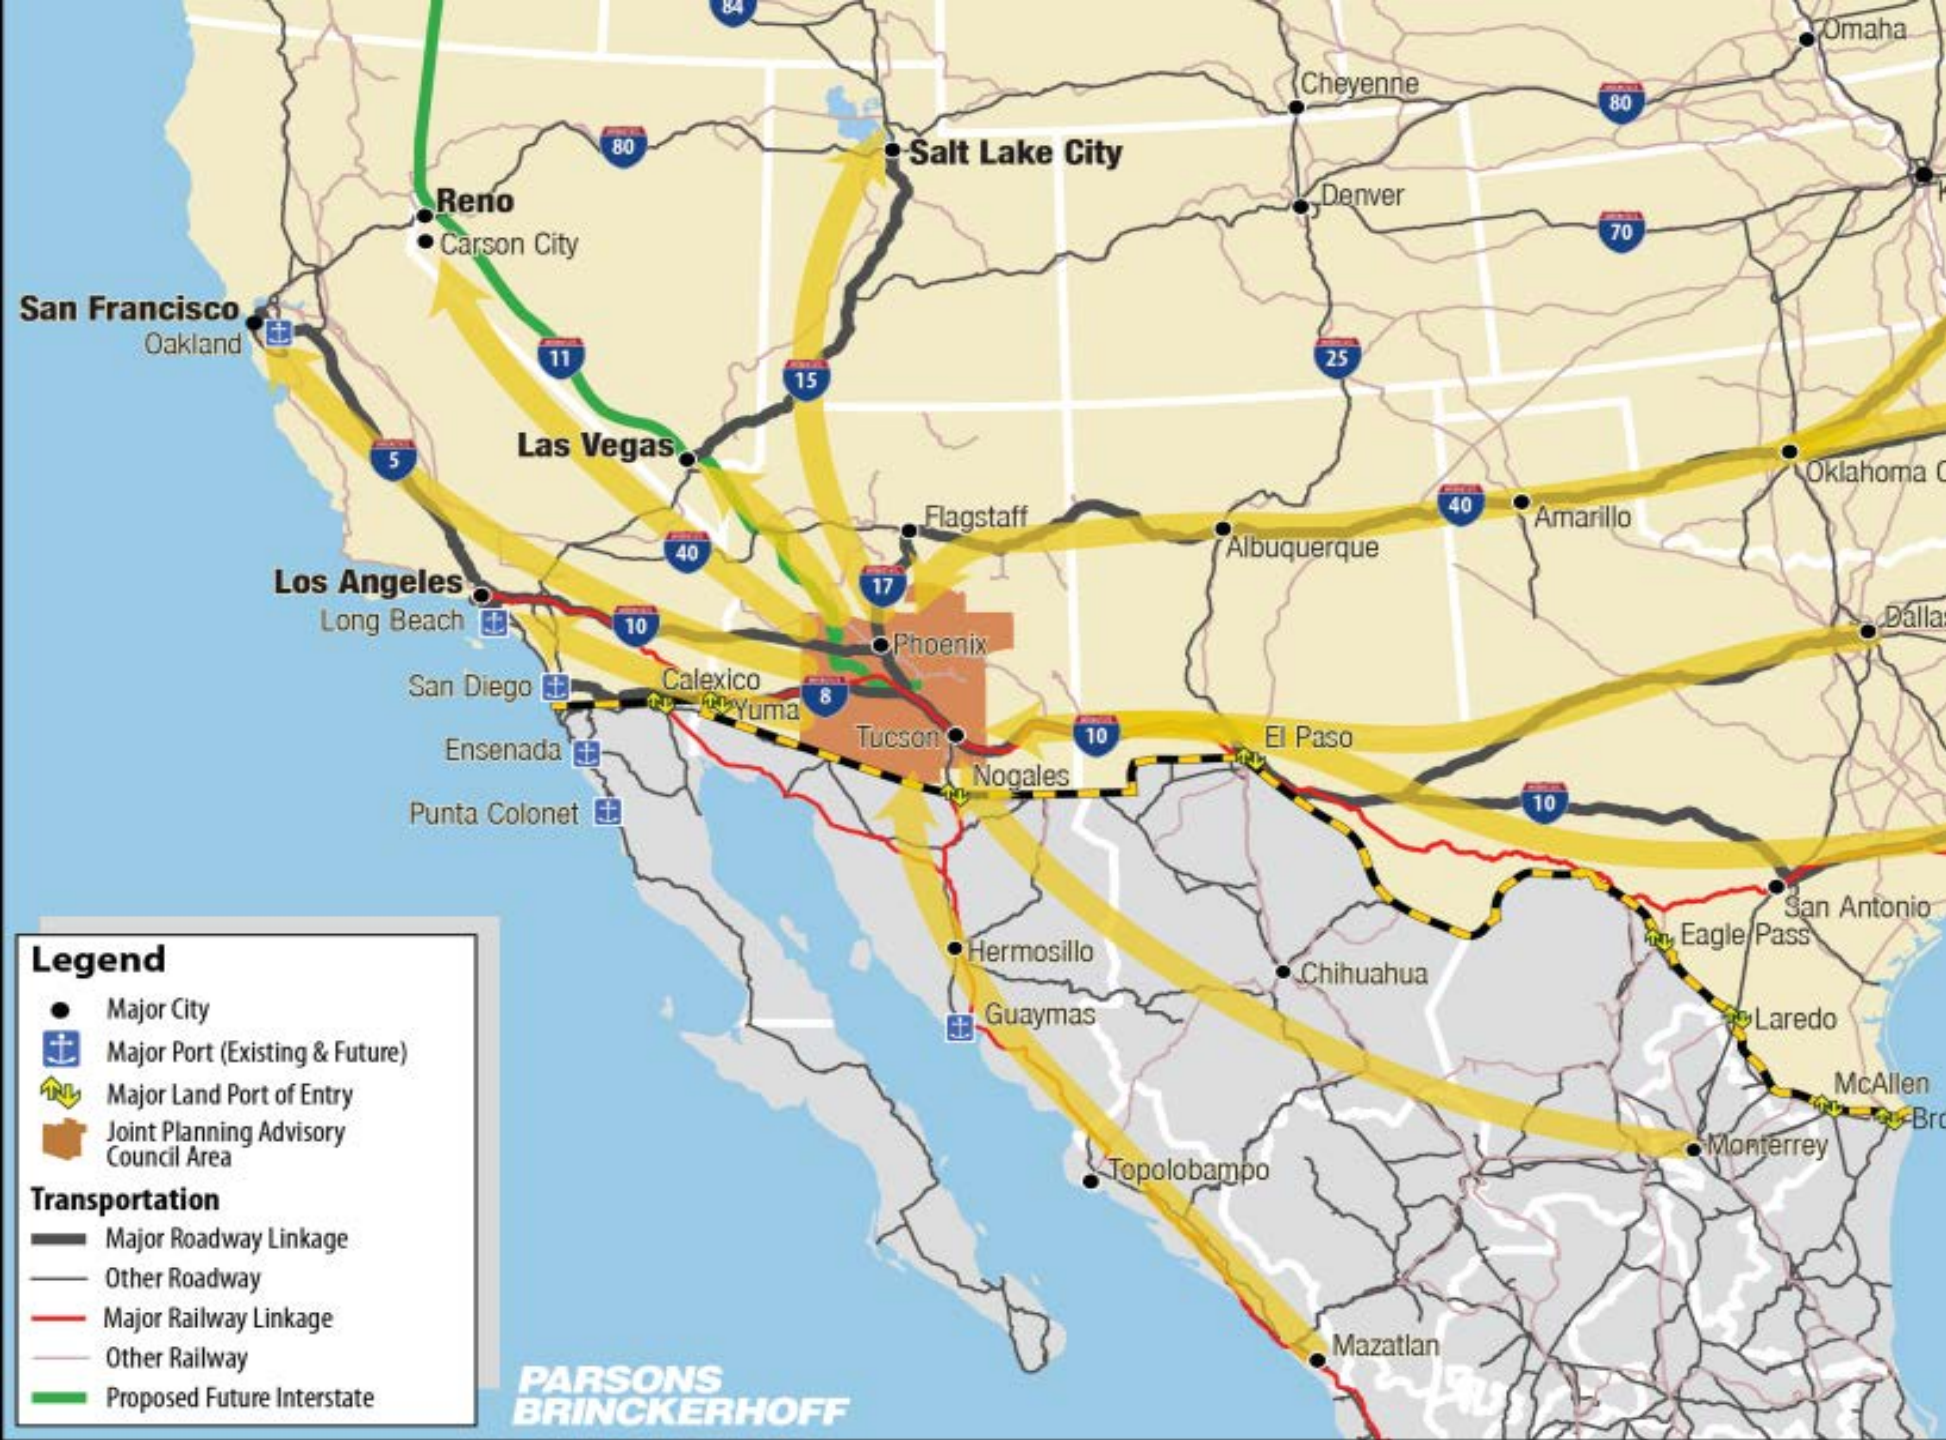 84
Omaha
Cheyenne
80
80
Salt Lake City
Denver
Reno
70
Carson City
San Francisco
Oakland
11
15
25
Las Vegas
5
Oklahoma C
40
Flagstaff
Amarillo
Albuquerque
40
Los Angeles
17
Long Beach
10
Dallas
Phoenix
San Diego
Calexico
8
Yuma
Tucson
10
El Paso
Ensenada
Nogales
10
Punta Colonet
San Antonio
Eagle Pass
Hermosillo
Chihuahua
Guaymas
Laredo
McAllen
Bro
Monterrey
Topolobampo
Mazatlan
Legend
Major City
Major Port (Existing & Future)
Major Land Port of Entry
Joint Planning Advisory
Council Area
Transportation
Major Roadway Linkage
Other Roadway
Major Railway Linkage
Other Railway
Proposed Future Interstate
PARSONS
BRINCKERHOFF